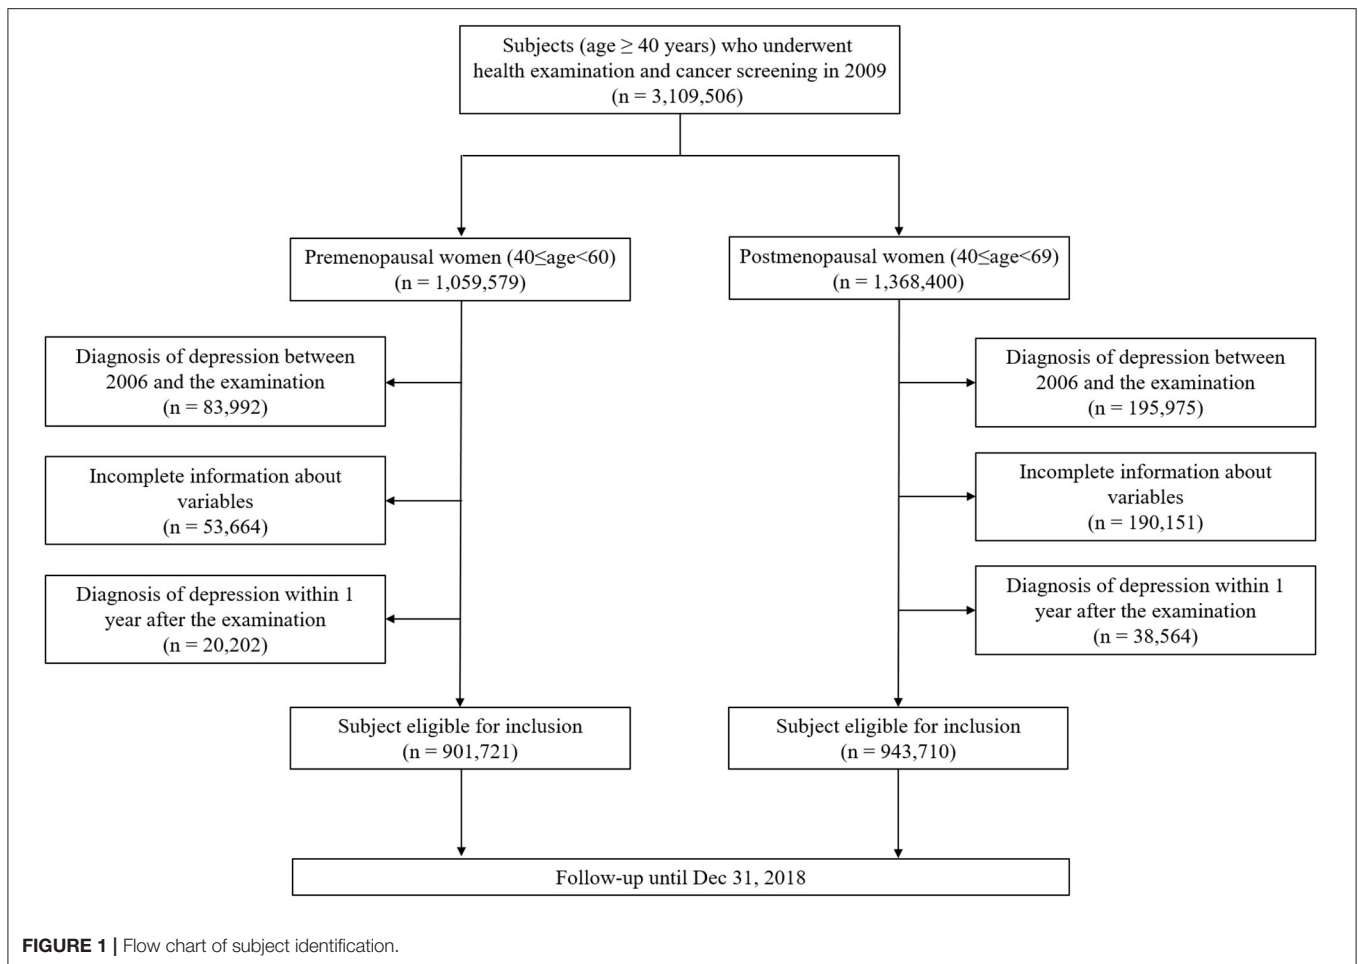 Subjects (age ≥ 40 years) who underwent
health examination and cancer screening in 2009
(n = 3,109,506)
Premenopausal women (40≤age<60)
(n = 1,059,579)
Postmenopausal women (40≤age<69)
(n = 1,368,400)
Diagnosis of depression between
2006 and the examination
(n = 83,992)
Diagnosis of depression between
2006 and the examination
(n = 195,975)
Incomplete information about
variables
(n = 53,664)
Incomplete information about
variables
(n = 190,151)
Diagnosis of depression within 1
year after the examination
(n = 20,202)
Diagnosis of depression within 1
year after the examination
(n = 38,564)
Subject eligible for inclusion
(n = 901,721)
Subject eligible for inclusion
(n = 943,710)
Follow-up until Dec 31, 2018
FIGURE 1 | Flow chart of subject identification.